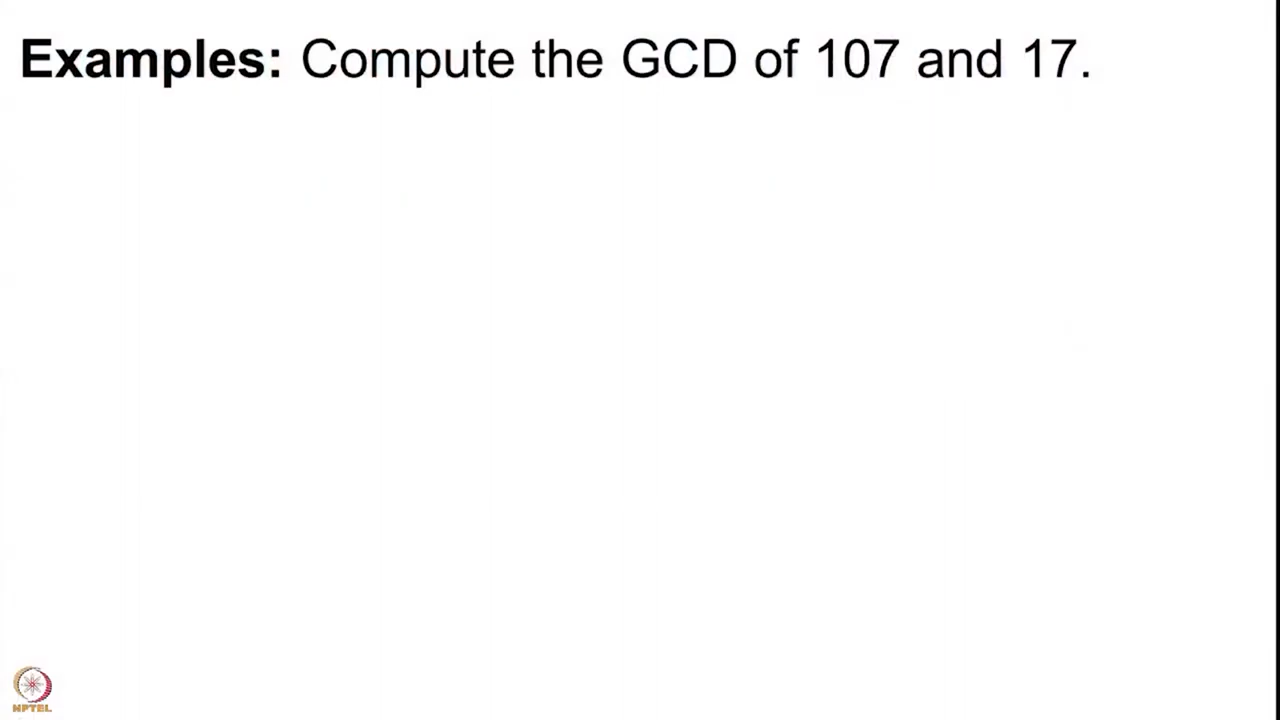 Examples: Compute the GCD of 107 and 17.
NPTEL